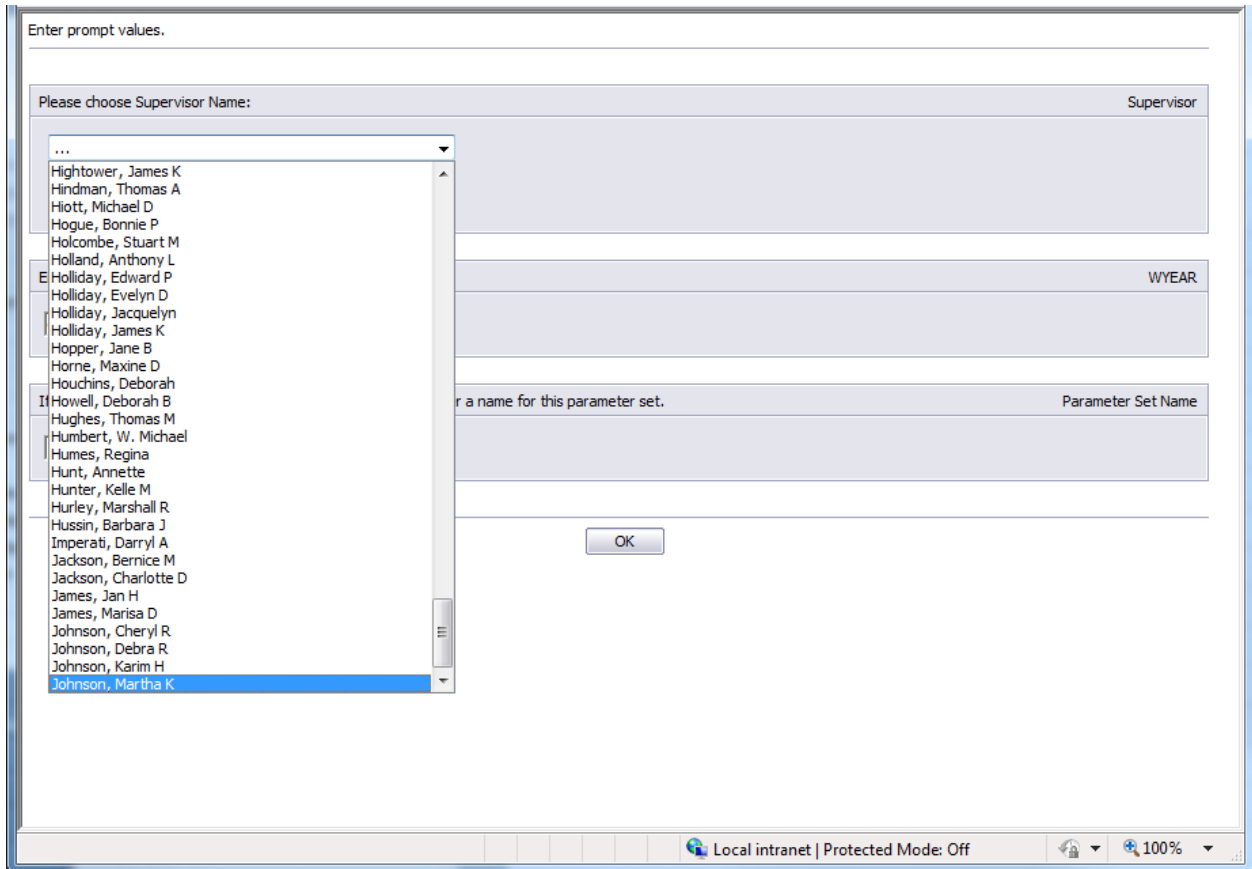 Enter prompt values.
Please choose Supervisor Name: Supervisor
...
Hightower, James K
Hindman, Thomas A
Hiott, Michael D
Hogue, Bonnie P
Holcombe, Stuart M
Holland, Anthony L
E Holliday, Edward P WYEAR
Holliday, Evelyn D
Holliday, Jacquelyn
Holliday, James K
Hopper, Jane B
Horne, Maxine D
Houchins, Deborah
If Howell, Deborah B r a name for this parameter set. Parameter Set Name
Hughes, Thomas M
Humbert, W. Michael
Humes, Regina
Hunt, Annette
Hunter, Kelle M
Hurley, Marshall R
Hussin, Barbara J
Imperati, Darryl A OK
Jackson, Bernice M
Jackson, Charlotte D
James, Jan H
James, Marisa D
Johnson, Cheryl R
Johnson, Debra R
Johnson, Karim H
Johnson, Martha K
Local intranet | Protected Mode: Off 100%